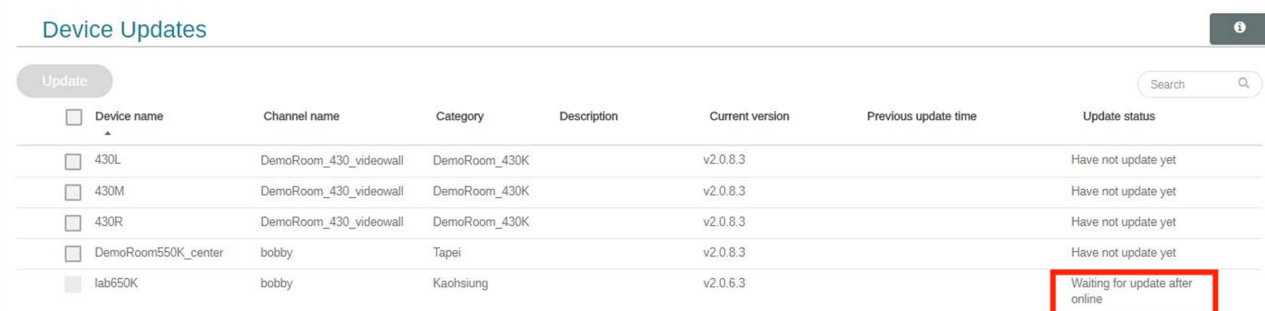 Device Updates
Update
Search
Device name Channel name Category Description Current version Previous update time Update status
430L DemoRoom_430_videowall DemoRoom_430K v2.0.8.3 Have not update yet
430M DemoRoom_430_videowall DemoRoom_430K v2.0.8.3 Have not update yet
430R DemoRoom_430_videowall DemoRoom_430K v2.0.8.3 Have not update yet
DemoRoom550K_center bobby Tapei v2.0.8.3 Have not update yet
lab650K bobby Kaohsiung v2.0.6.3 Waiting for update after
online